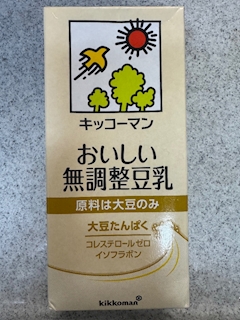 キッコーマン
おいしい
無調整豆乳
原料は大豆のみ
大豆たんぱく
コレステロールゼロ
イソフラボン
kikkoman®